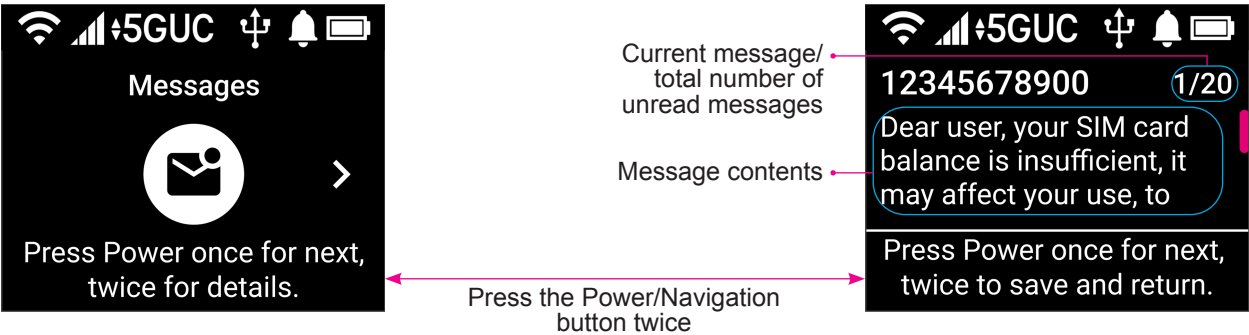 5GUC
Messages
Press Power once for next,
twice for details.
Current message/
total number of
unread messages
Message contents
Press the Power/Navigation
button twice
5GUC
12345678900 1/20
Dear user, your SIM card
balance is insufficient, it
may affect your use, to
Press Power once for next,
twice to save and return.